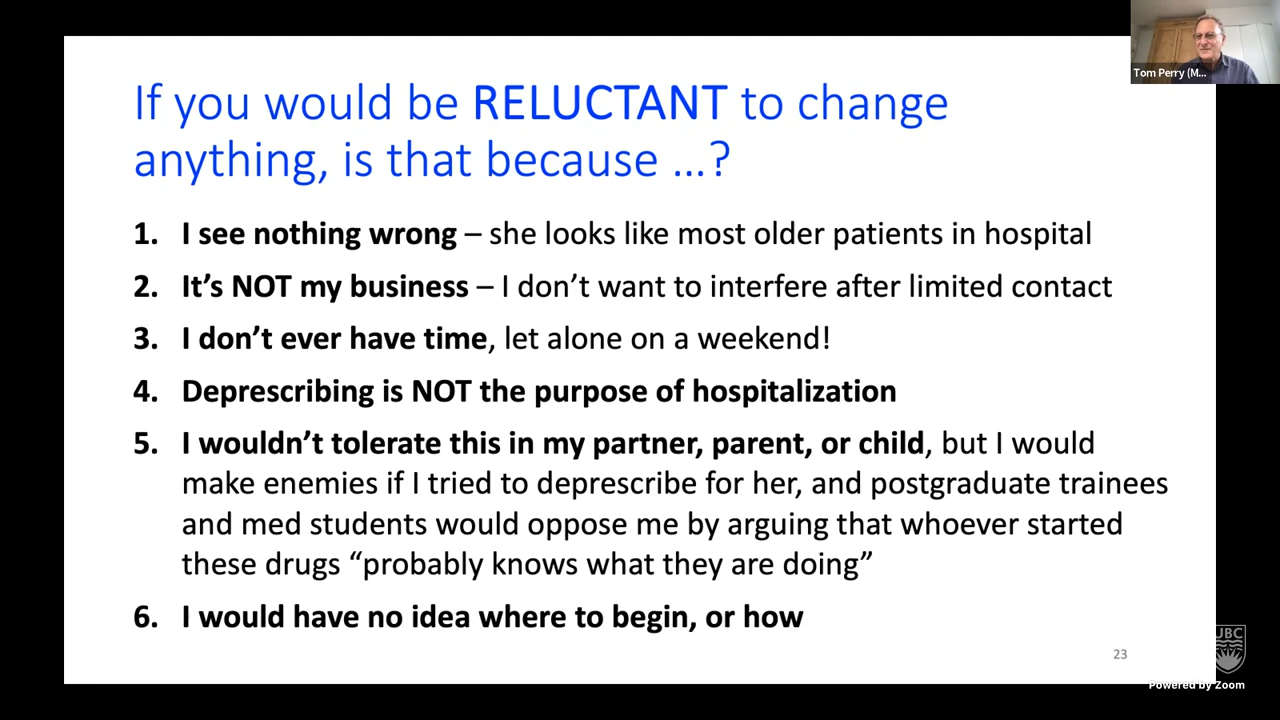 Tom Perry (M...
If you would be RELUCTANT to change
anything, is that because ...?
1. I see nothing wrong – she looks like most older patients in hospital
2. It’s NOT my business – I don’t want to interfere after limited contact
3. I don’t ever have time, let alone on a weekend!
4. Deprescribing is NOT the purpose of hospitalization
5. I wouldn’t tolerate this in my partner, parent, or child, but I would
make enemies if I tried to deprescribe for her, and postgraduate trainees
and med students would oppose me by arguing that whoever started
these drugs “probably knows what they are doing”
6. I would have no idea where to begin, or how
23
UBC
Powered by Zoom